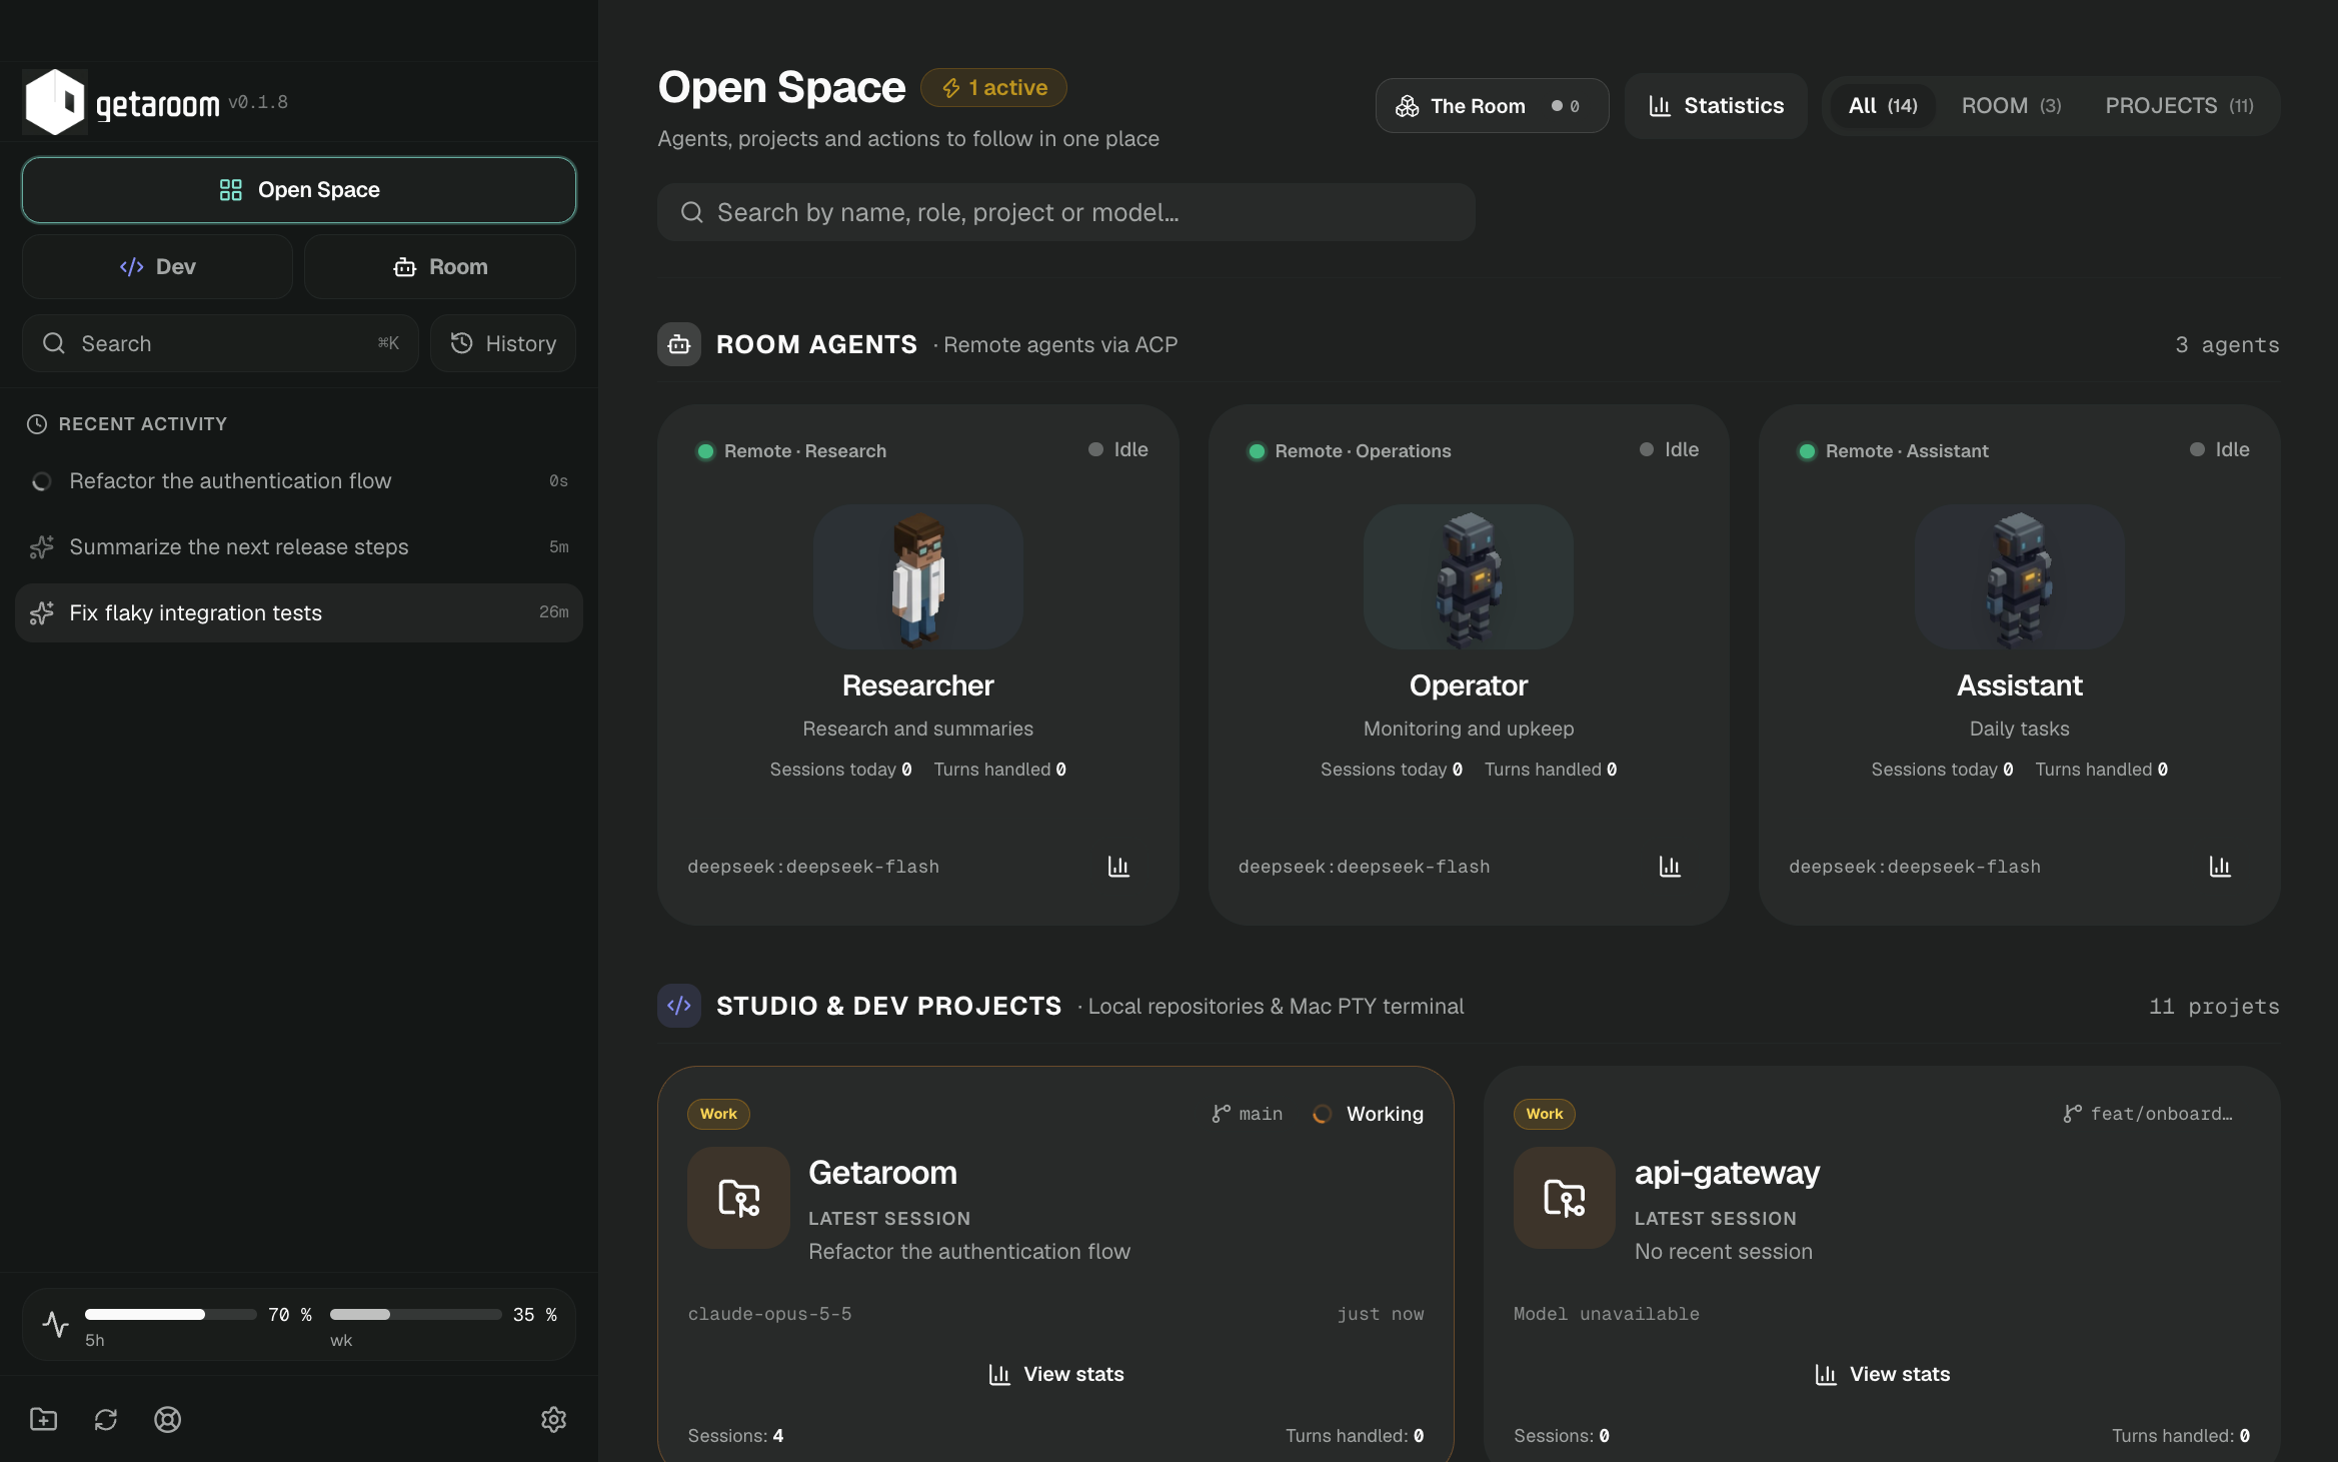 getaroom v0.1.8
Open Space
Dev
Room
Search ⌘K
History
RECENT ACTIVITY
Refactor the authentication flow 0s
Summarize the next release steps 5m
Fix flaky integration tests 26m
70 %
5h
35 %
wk
Open Space
1 active
Agents, projects and actions to follow in one place
The Room 0
Statistics
All (14)
ROOM (3)
PROJECTS (11)
Search by name, role, project or model…
ROOM AGENTS · Remote agents via ACP
3 agents
Remote · Research
Idle
Researcher
Research and summaries
Sessions today 0 Turns handled 0
deepseek:deepseek-flash
Remote · Operations
Idle
Operator
Monitoring and upkeep
Sessions today 0 Turns handled 0
deepseek:deepseek-flash
Remote · Assistant
Idle
Assistant
Daily tasks
Sessions today 0 Turns handled 0
deepseek:deepseek-flash
STUDIO & DEV PROJECTS · Local repositories & Mac PTY terminal
11 projets
Work
main
Working
Getaroom
LATEST SESSION
Refactor the authentication flow
claude-opus-5-5
just now
View stats
Sessions: 4
Turns handled: 0
Work
feat/onboard…
api-gateway
LATEST SESSION
No recent session
Model unavailable
View stats
Sessions: 0
Turns handled: 0